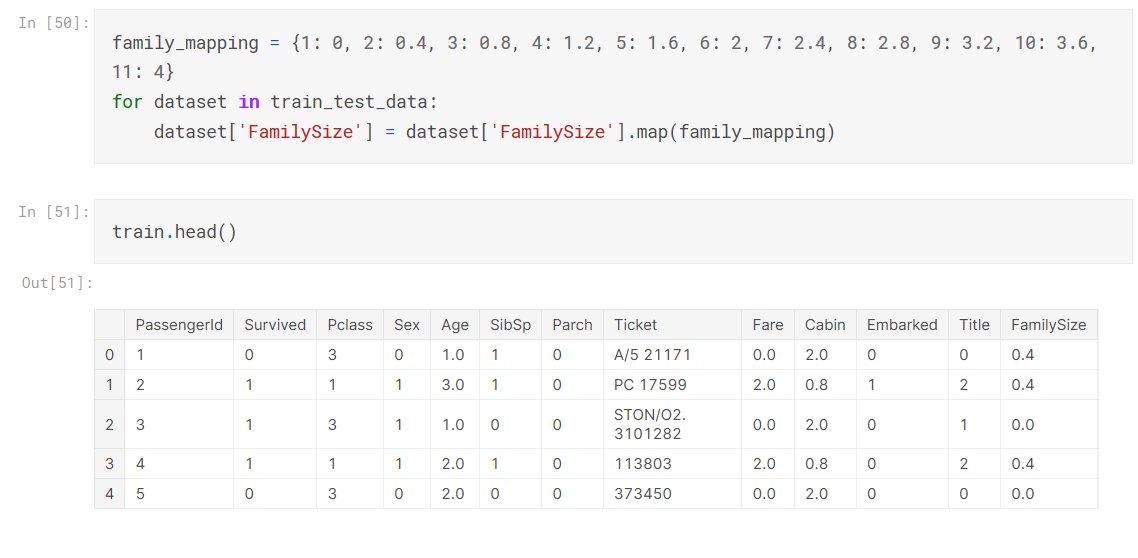 In [50]:
family_mapping = {1: 0, 2: 0.4, 3: 0.8, 4: 1.2, 5: 1.6, 6: 2, 7: 2.4, 8: 2.8, 9: 3.2, 10: 3.6,
11: 4}
for dataset in train_test_data:
    dataset['FamilySize'] = dataset['FamilySize'].map(family_mapping)
In [51]:
train.head()
Out[51]:
PassengerId Survived Pclass Sex Age SibSp Parch Ticket Fare Cabin Embarked Title FamilySize
0 1 0 3 0 1.0 1 0 A/5 21171 0.0 2.0 0 0 0.4
1 2 1 1 1 3.0 1 0 PC 17599 2.0 0.8 1 2 0.4
2 3 1 3 1 1.0 0 0 STON/O2. 0.0 2.0 0 1 0.0
3101282
3 4 1 1 1 2.0 1 0 113803 2.0 0.8 0 2 0.4
4 5 0 3 0 2.0 0 0 373450 0.0 2.0 0 0 0.0